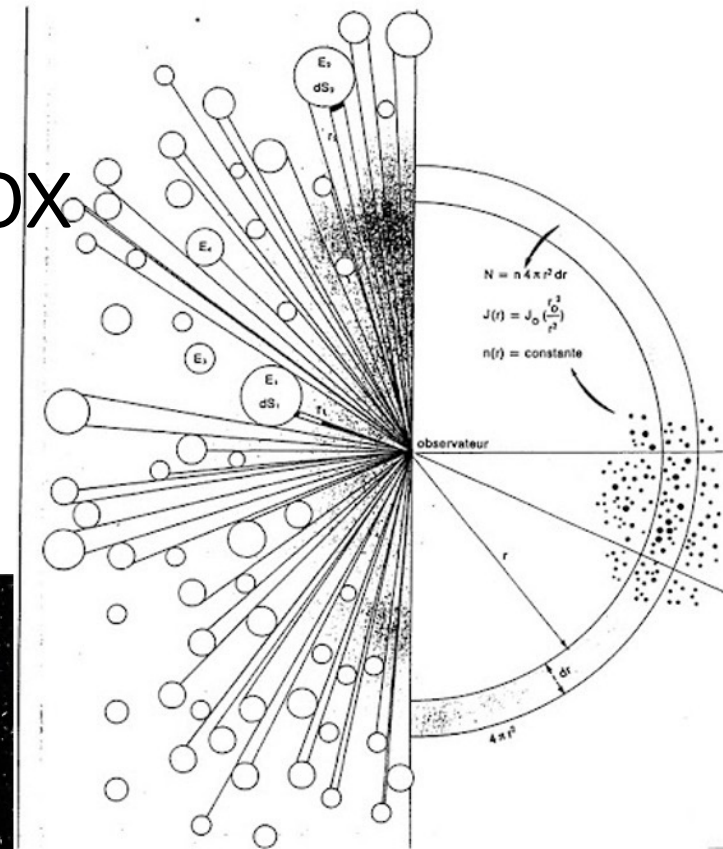 E₂
dS₂
r₂
OX
E₄
N = n 4 π r² dr
J(r) = J₀ (r₀²/r²)
n(r) = constante
E₃
E₁
dS₁
r₁
observateur
r
dr
4 π r²